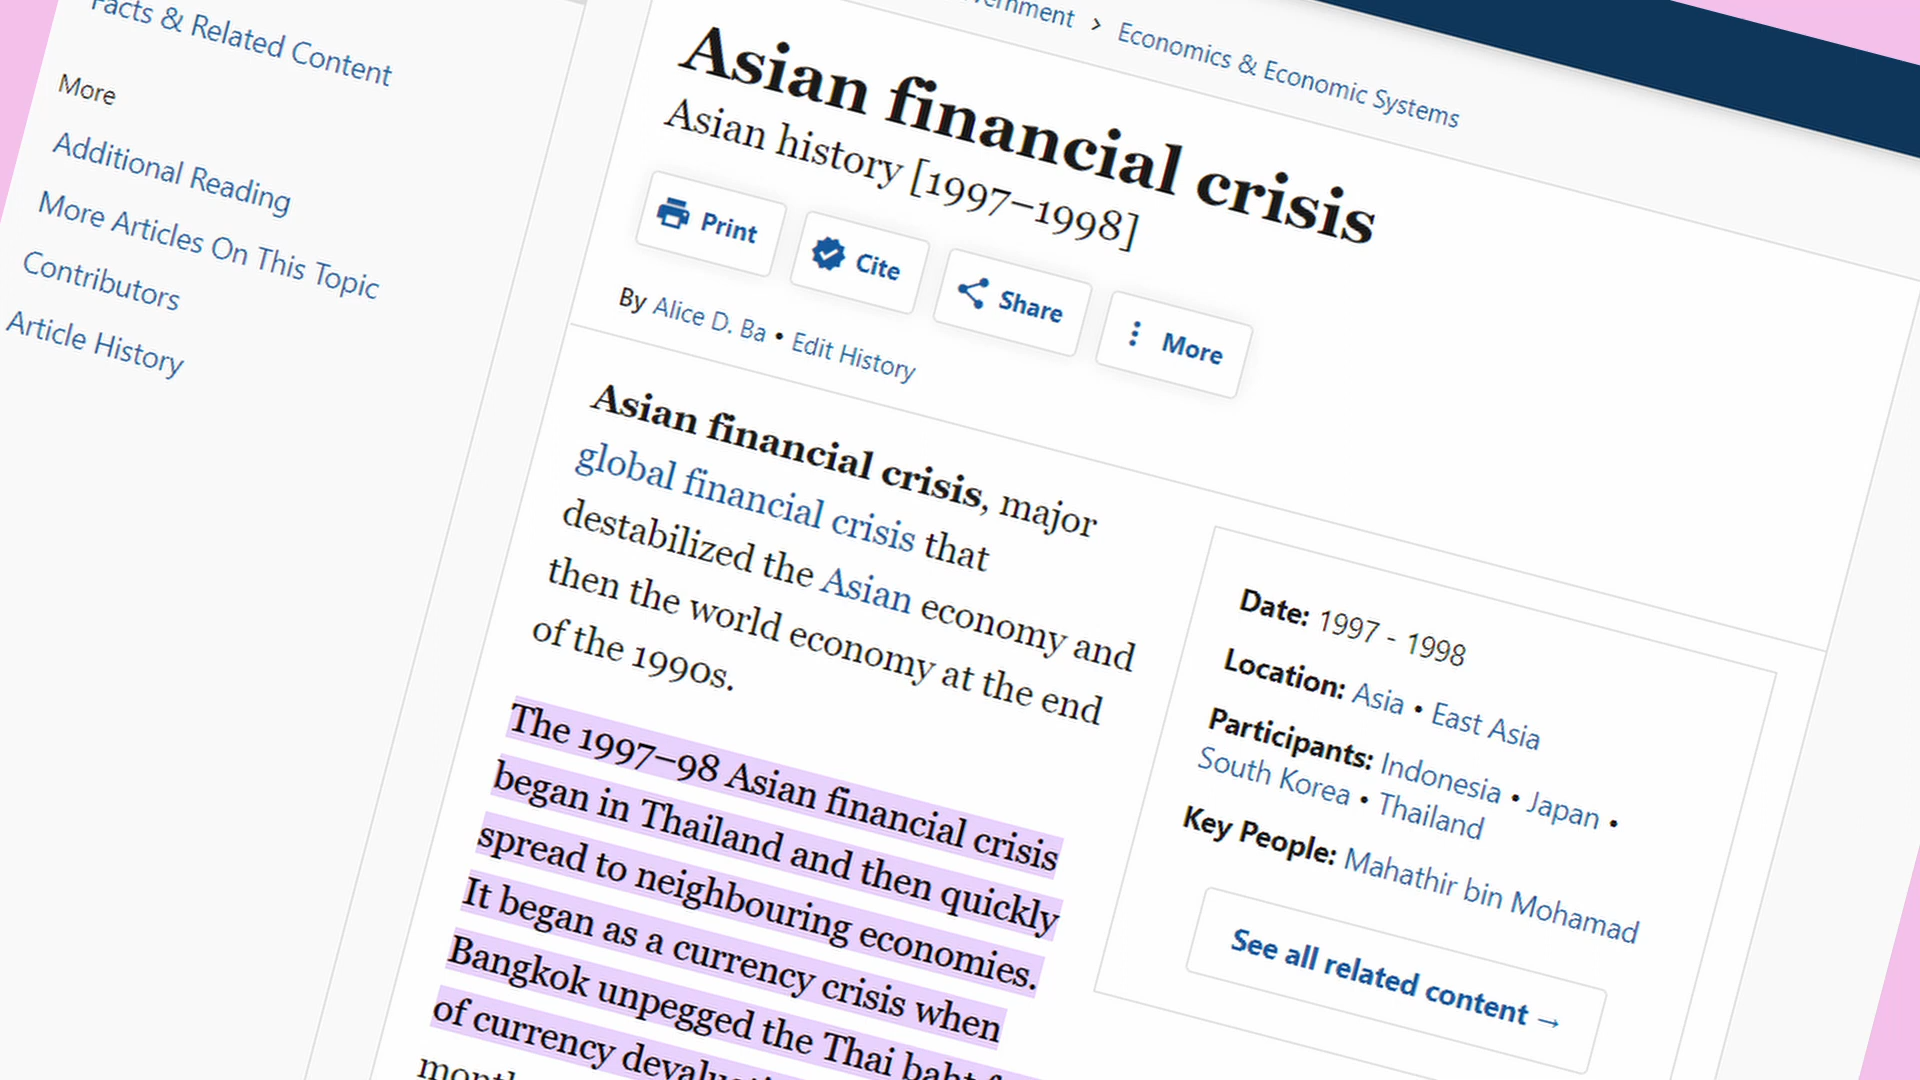 Facts & Related Content
More
Additional Reading
More Articles On This Topic
Contributors
Article History
› Economics & Economic Systems
Asian financial crisis
Asian history [1997–1998]
Print
Cite
Share
More
By Alice D. Ba • Edit History
Asian financial crisis, major
global financial crisis that
destabilized the Asian economy and
then the world economy at the end
of the 1990s.
The 1997–98 Asian financial crisis
began in Thailand and then quickly
spread to neighbouring economies.
It began as a currency crisis when
Bangkok unpegged the Thai baht
of currency
Date: 1997 - 1998
Location: Asia • East Asia
Participants: Indonesia • Japan •
South Korea • Thailand
Key People: Mahathir bin Mohamad
See all related content →